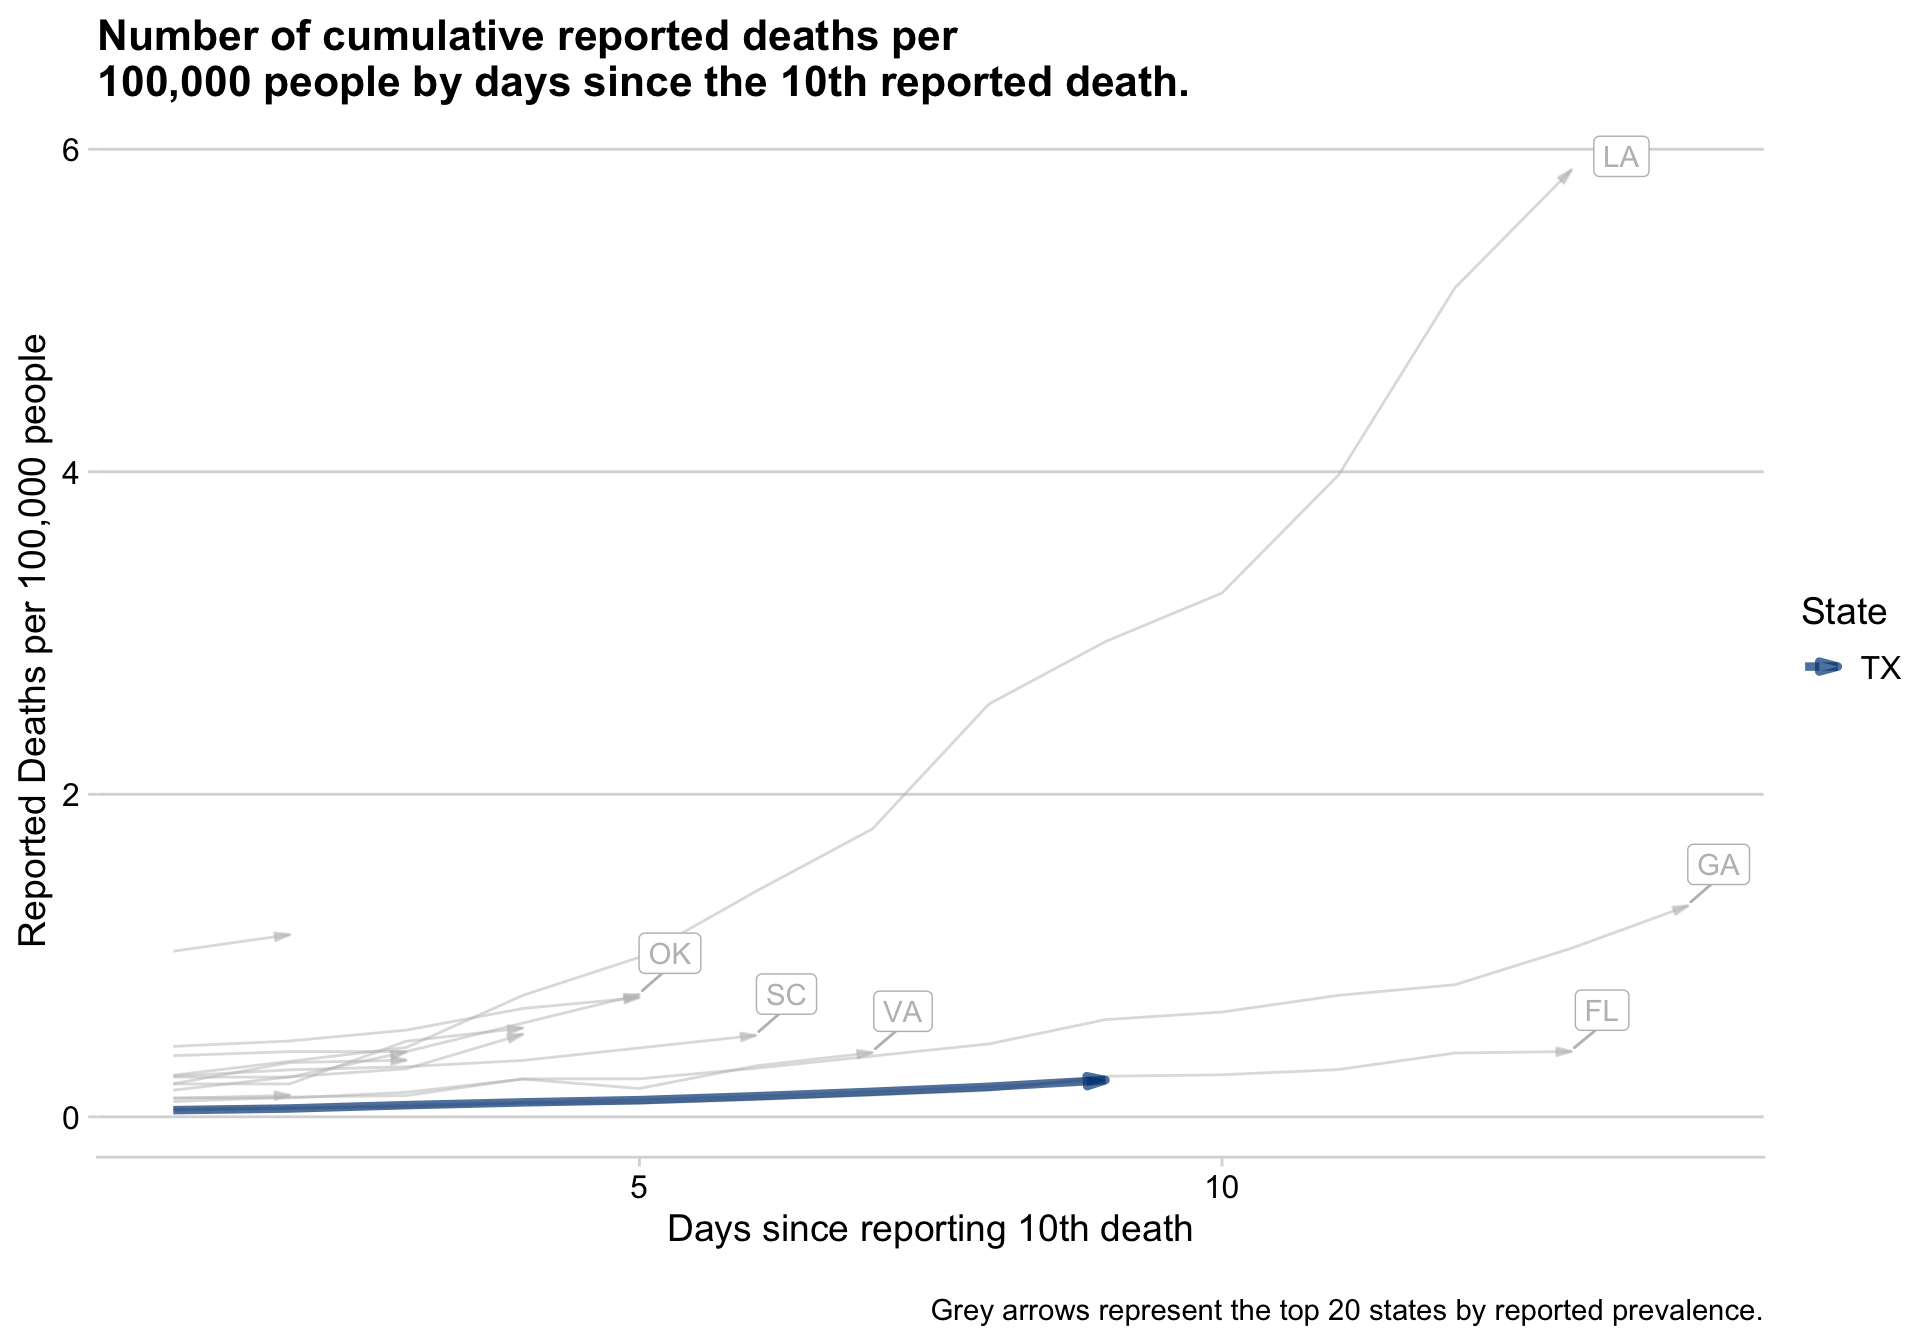 Number of cumulative reported deaths per
100,000 people by days since the 10th reported death.
Reported Deaths per 100,000 people
6
4
2
0
LA
GA
FL
VA
SC
OK
State
TX
5
10
Days since reporting 10th death
Grey arrows represent the top 20 states by reported prevalence.